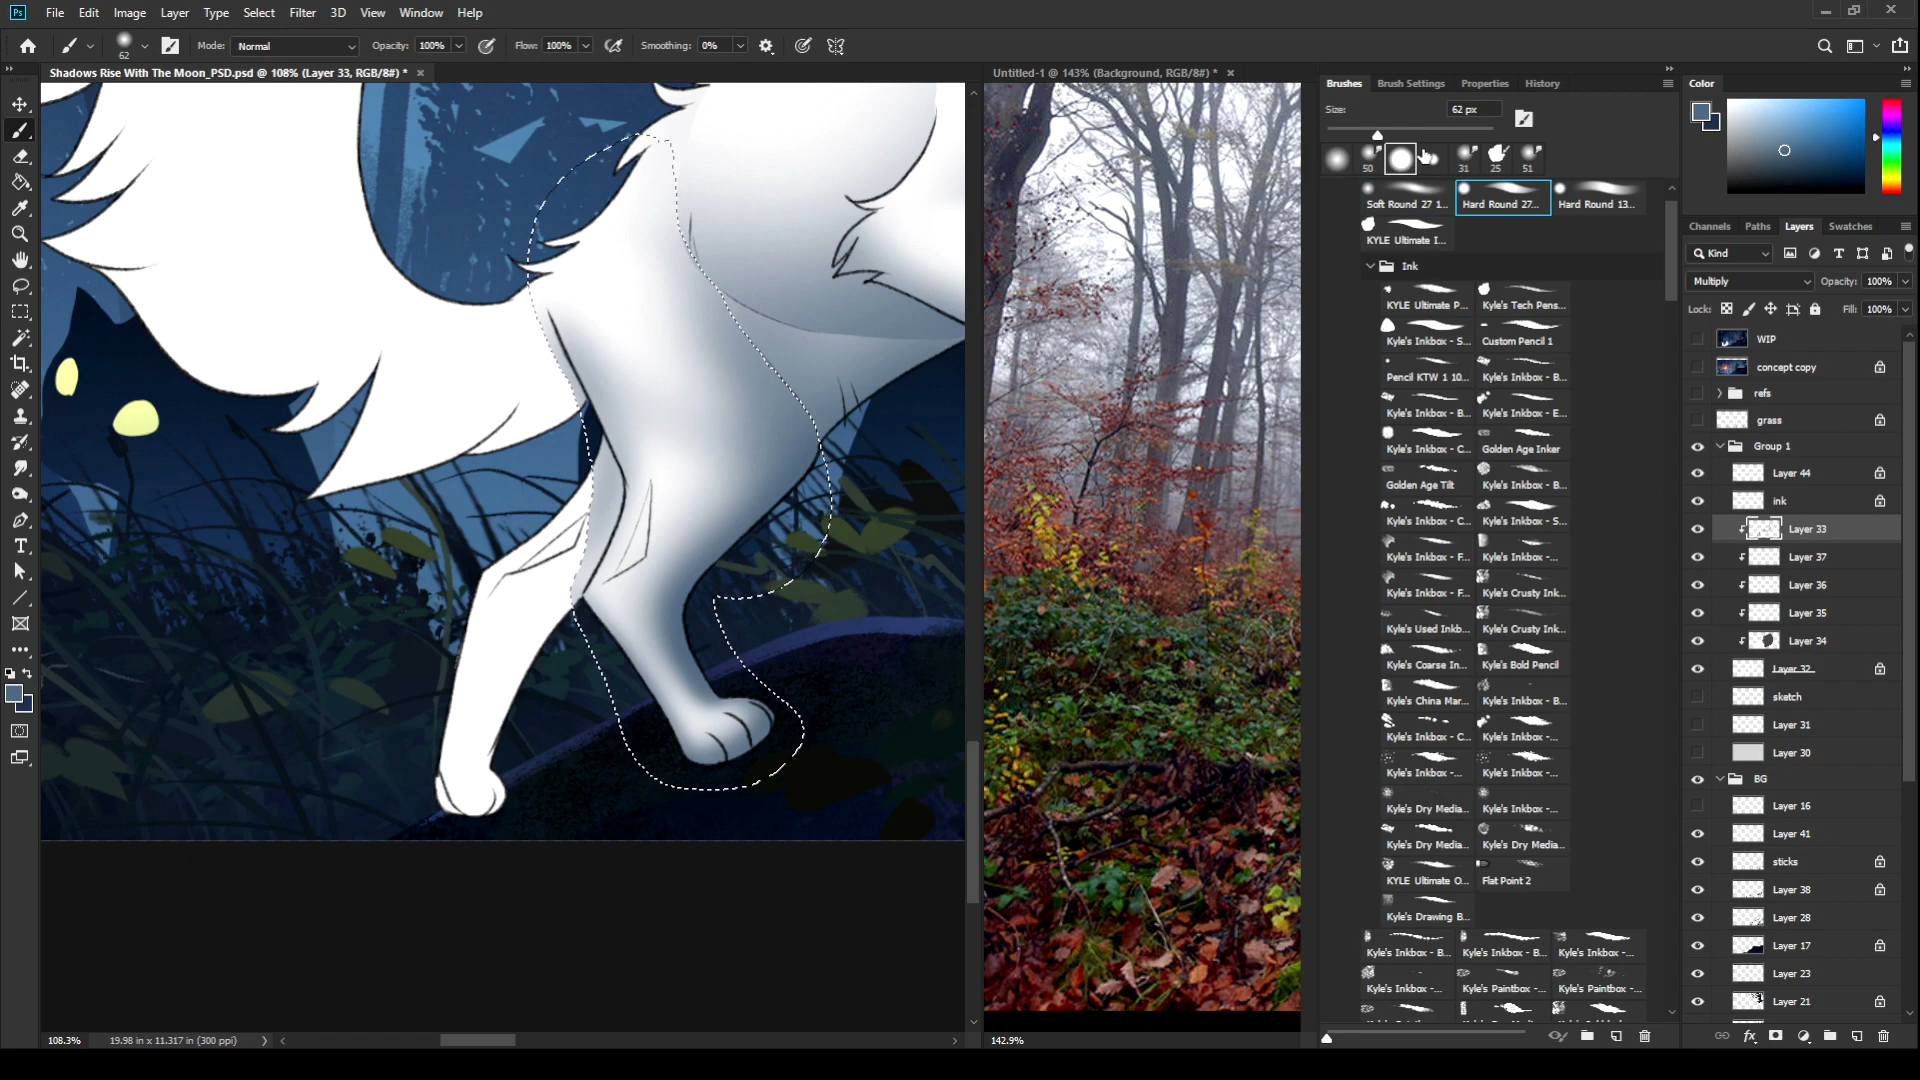 Ps File Edit Image Layer Type Select Filter 3D View Window Help
62 Mode: Normal Opacity: 100% Flow: 100% Smoothing: 0%
Shadows Rise With The Moon_PSD.psd @ 108% (Layer 33, RGB/8#) *
Untitled-1 @ 143% (Background, RGB/8#) *
Brushes Brush Settings Properties History
Size: 62 px
50 31 25 51
Soft Round 27 1... Hard Round 27... Hard Round 13...
KYLE Ultimate I...
Ink
KYLE Ultimate P... Kyle's Tech Pens...
Kyle's Inkbox - S... Custom Pencil 1
Pencil KTW 1 10... Kyle's Inkbox - B...
Kyle's Inkbox - B... Kyle's Inkbox - E...
Kyle's Inkbox - C... Golden Age Inker
Golden Age Tilt Kyle's Inkbox - B...
Kyle's Inkbox - C... Kyle's Inkbox - S...
Kyle's Inkbox - F... Kyle's Inkbox -...
Kyle's Inkbox - F... Kyle's Crusty Ink...
Kyle's Used Inkb... Kyle's Crusty Ink...
Kyle's Coarse In... Kyle's Bold Pencil
Kyle's China Mar... Kyle's Inkbox - B...
Kyle's Inkbox - C... Kyle's Inkbox -...
Kyle's Inkbox -... Kyle's Inkbox -...
Kyle's Dry Media... Kyle's Inkbox -...
Kyle's Dry Media... Kyle's Dry Media...
KYLE Ultimate O... Flat Point 2
Kyle's Drawing B...
Kyle's Inkbox - B... Kyle's Inkbox - B... Kyle's Inkbox -...
Kyle's Inkbox -... Kyle's Paintbox -... Kyle's Paintbox -...
Color
Channels Paths Layers Swatches
Kind
Multiply Opacity: 100%
Lock: Fill: 100%
WIP
concept copy
refs
grass
Group 1
Layer 44
ink
Layer 33
Layer 37
Layer 36
Layer 35
Layer 34
Layer 32
sketch
Layer 31
Layer 30
BG
Layer 16
Layer 41
sticks
Layer 38
Layer 28
Layer 17
Layer 23
Layer 21
fx
108.3% 19.98 in x 11.317 in (300 ppi)
142.9%